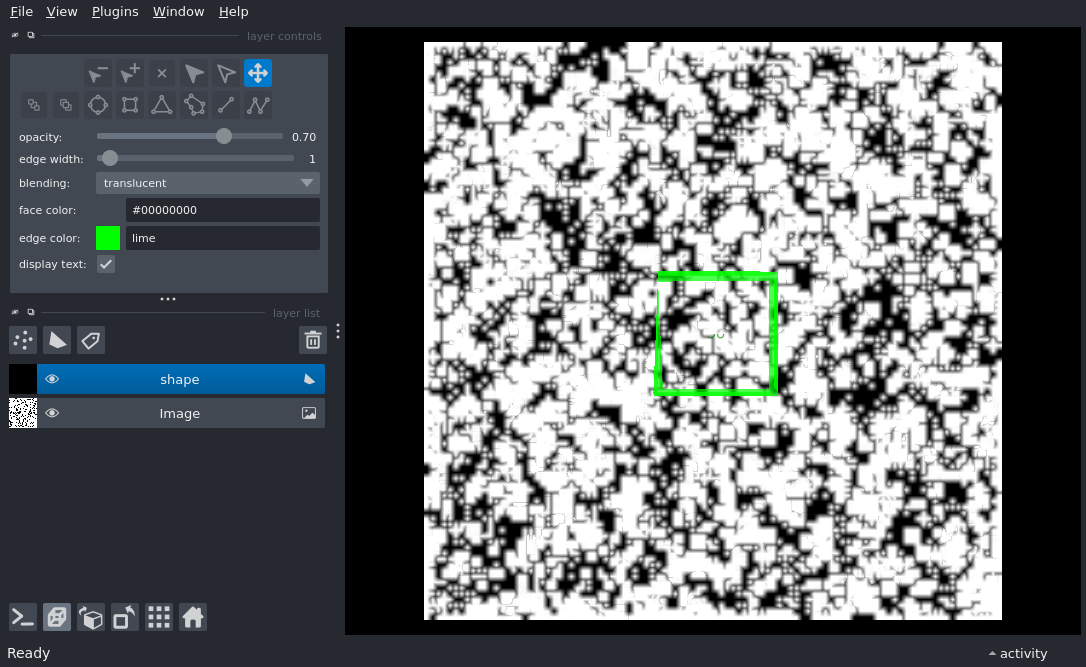 File View Plugins Window Help
layer controls
opacity: 0.70
edge width: 1
blending: translucent
face color: #00000000
edge color: lime
display text:
layer list
shape
Image
Ready
activity